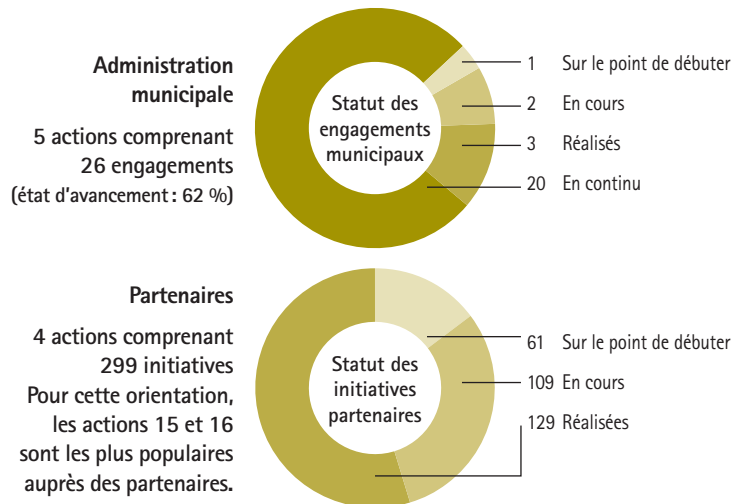 Administration
municipale
5 actions comprenant
26 engagements
(état d'avancement : 62 %)
Statut des
engagements
municipaux
1 Sur le point de débuter
2 En cours
3 Réalisés
20 En continu
Partenaires
4 actions comprenant
299 initiatives
Pour cette orientation,
les actions 15 et 16
sont les plus populaires
auprès des partenaires.
Statut des
initiatives
partenaires
61 Sur le point de débuter
109 En cours
129 Réalisées